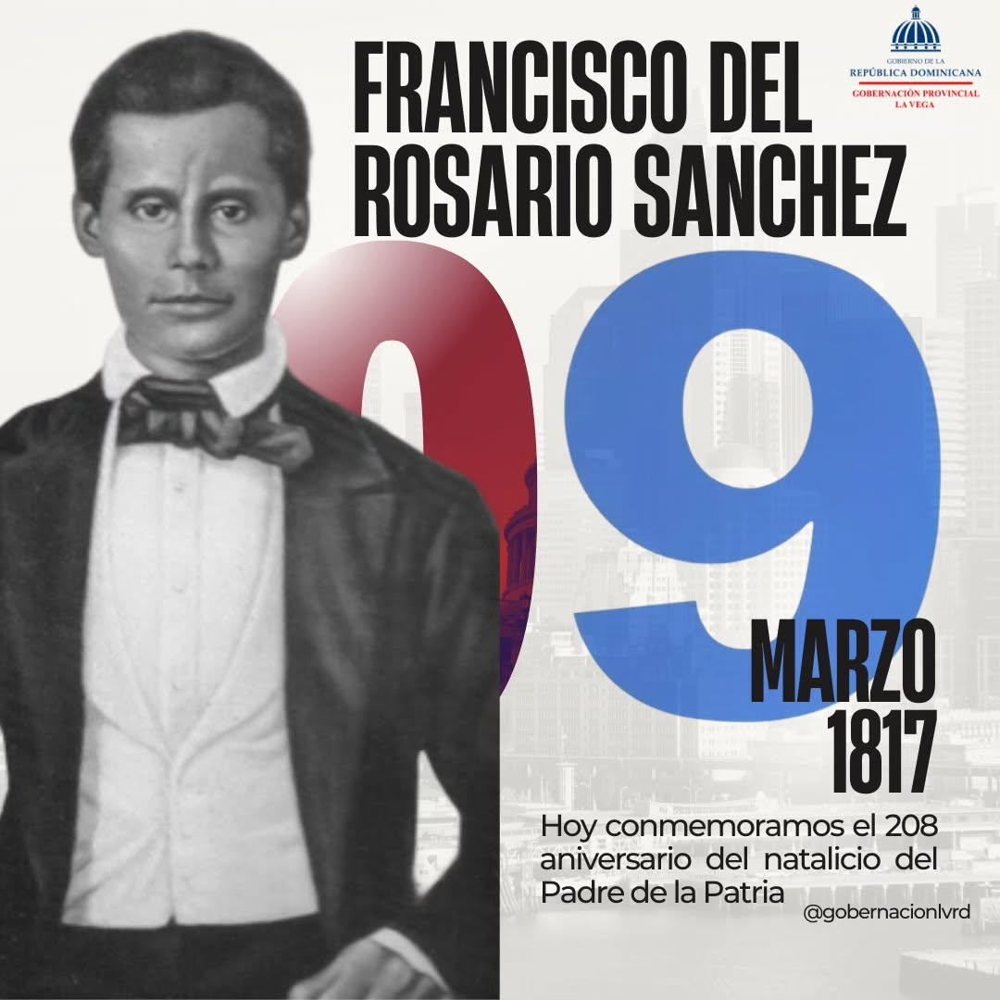 FRANCISCO DEL
ROSARIO SANCHEZ
GOBIERNO DE LA
REPÚBLICA DOMINICANA
GOBERNACIÓN PROVINCIAL
LA VEGA
09
MARZO
1817
Hoy conmemoramos el 208
aniversario del natalicio del
Padre de la Patria
@gobernacionlvrd